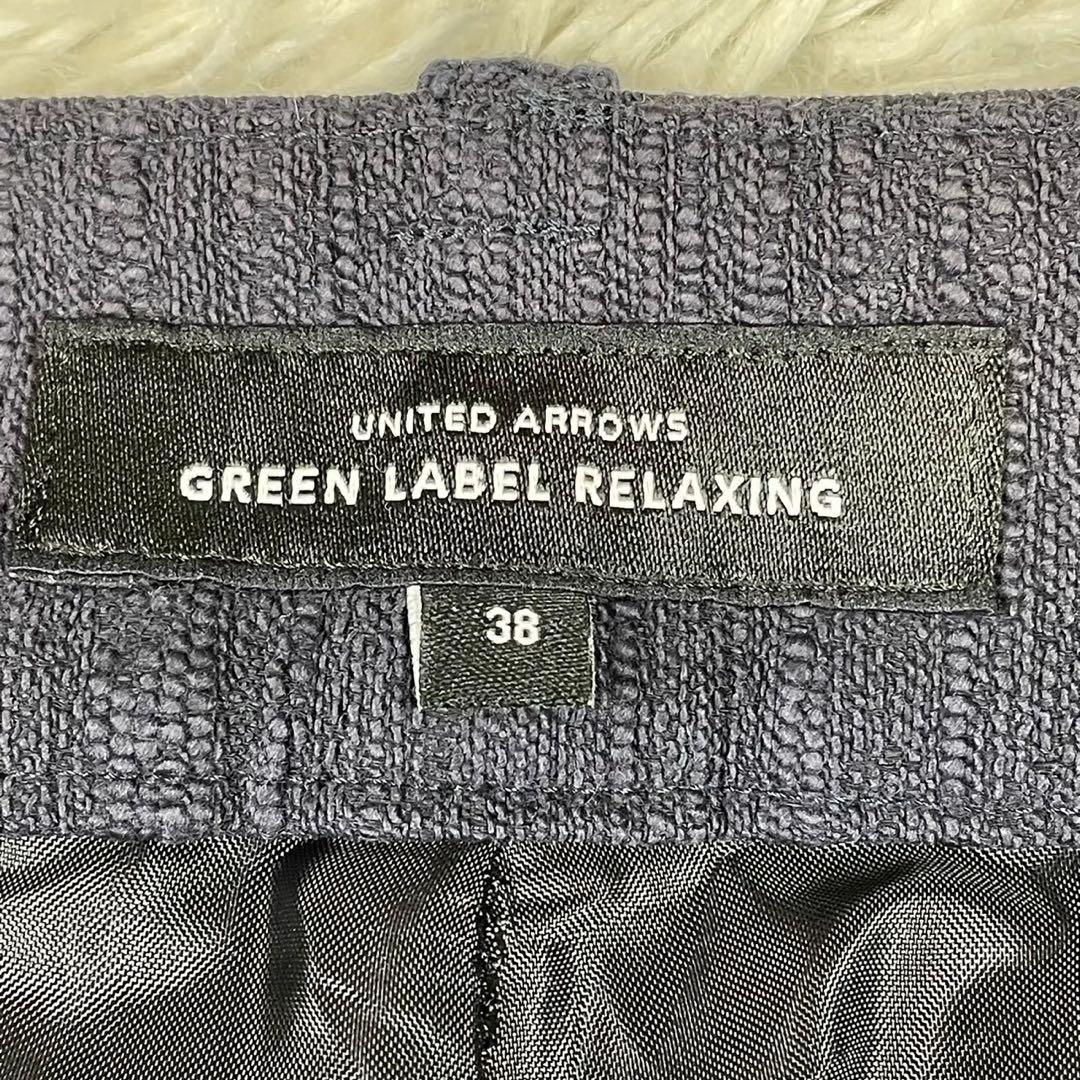 UNITED ARROWS
GREEN LABEL RELAXING
38